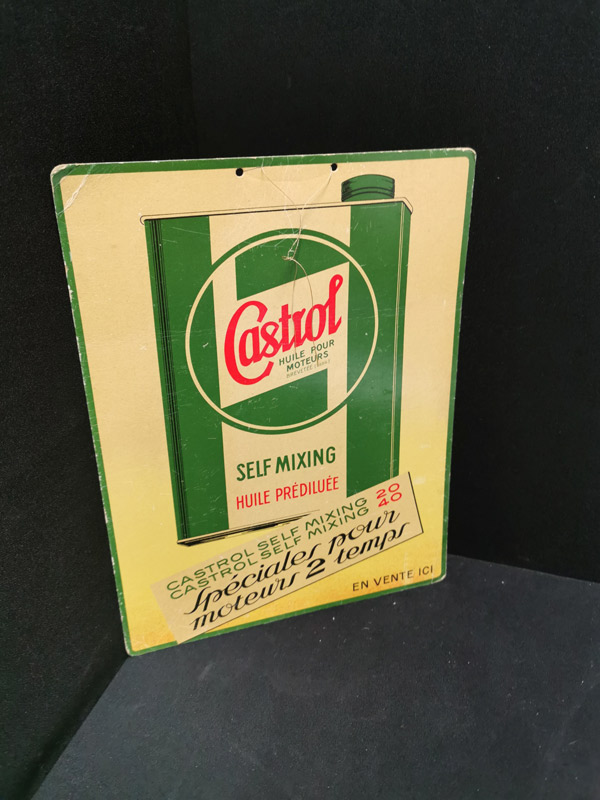 Castrol
HUILE POUR
MOTEURS
SELF MIXING
HUILE PRÉDILUÉE
CASTROL SELF MIXING 20
CASTROL SELF MIXING 40
Spéciales pour
moteurs 2 temps
EN VENTE ICI